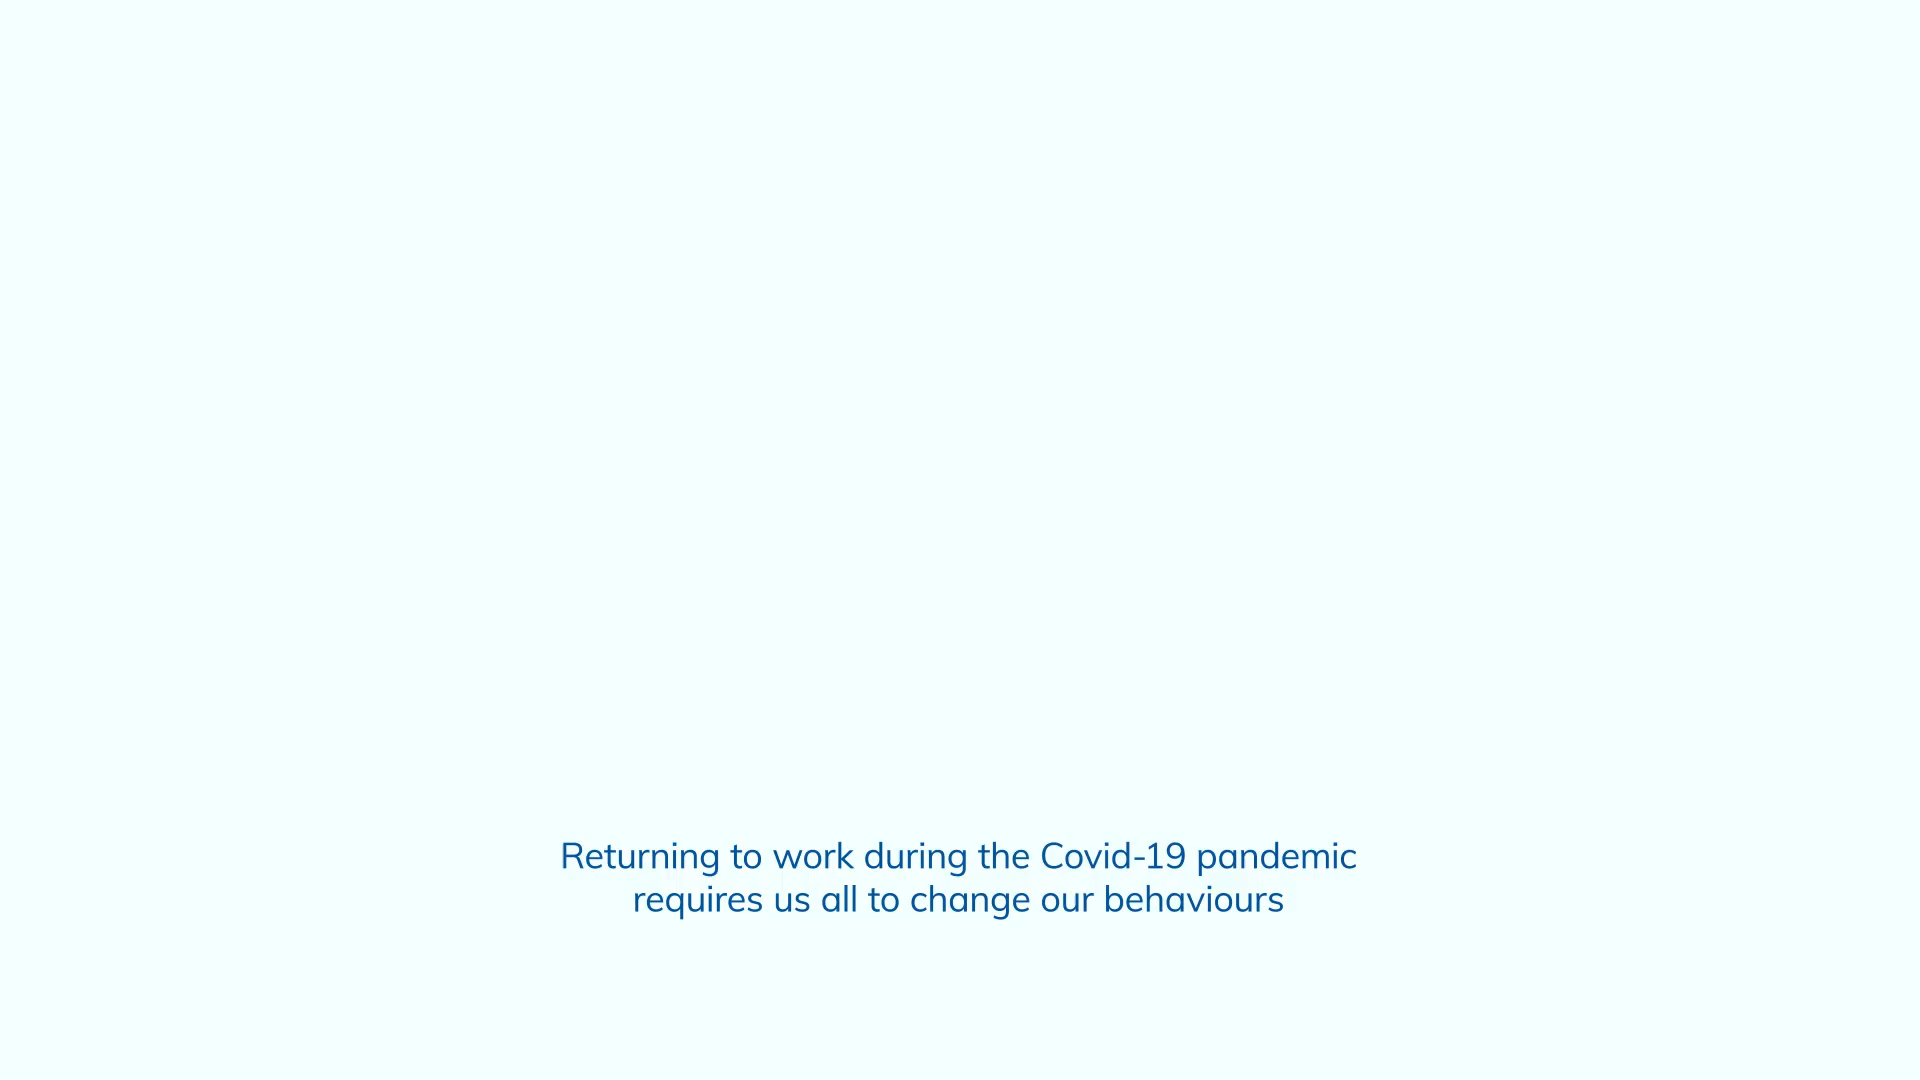 Returning to work during the Covid-19 pandemic
requires us all to change our behaviours